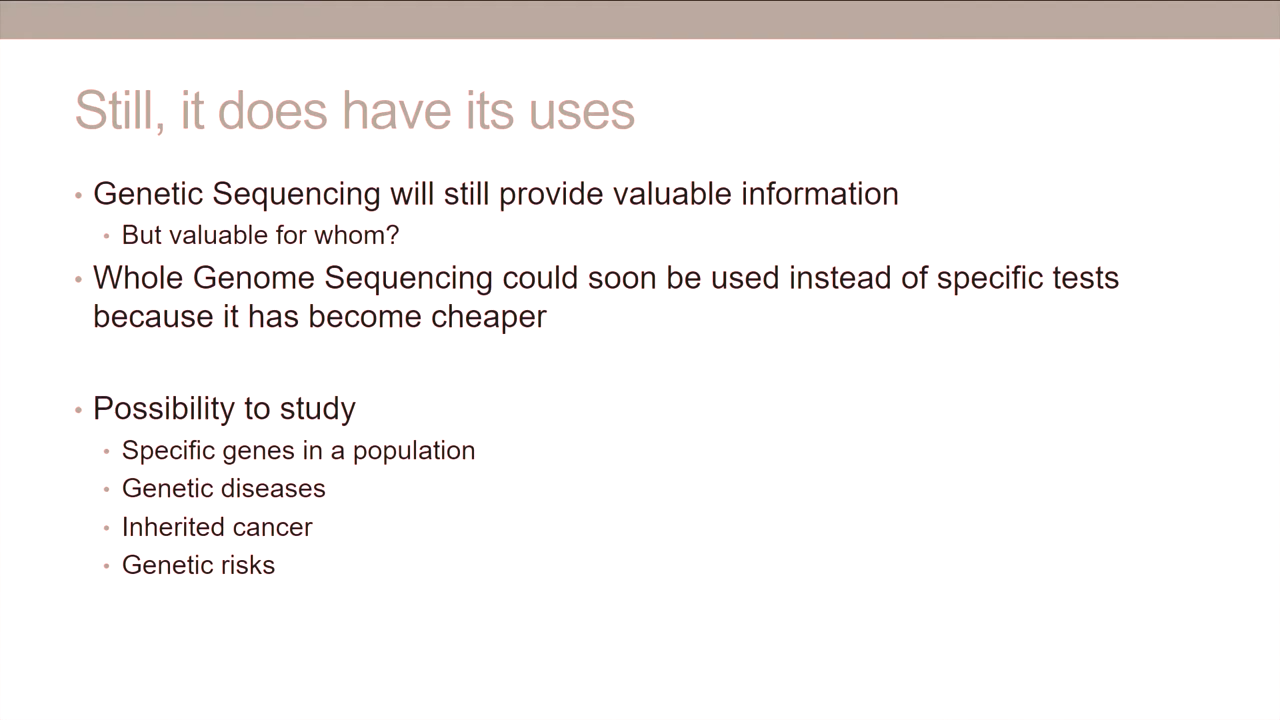 Still, it does have its uses
• Genetic Sequencing will still provide valuable information
• But valuable for whom?
• Whole Genome Sequencing could soon be used instead of specific tests
because it has become cheaper
• Possibility to study
• Specific genes in a population
• Genetic diseases
• Inherited cancer
• Genetic risks